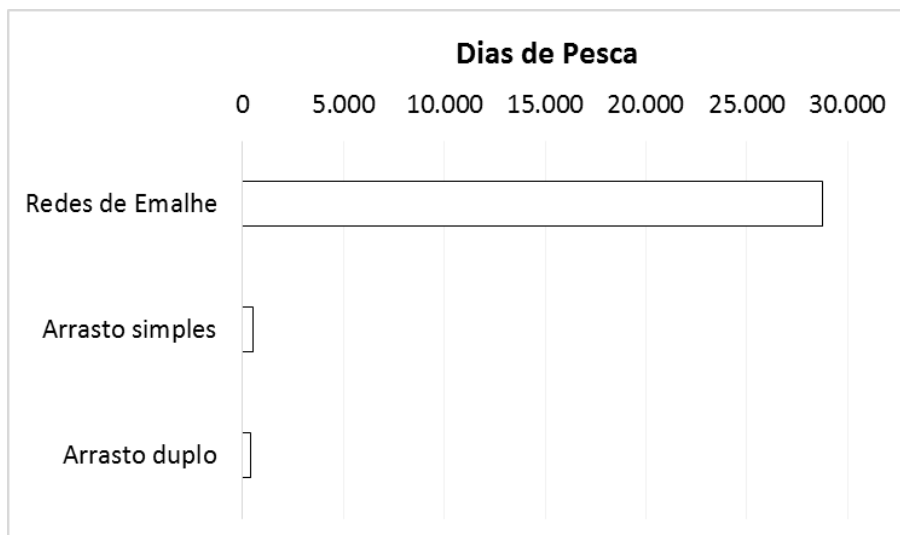 Dias de Pesca
0 5.000 10.000 15.000 20.000 25.000 30.000
Redes de Emalhe
Arrasto simples
Arrasto duplo